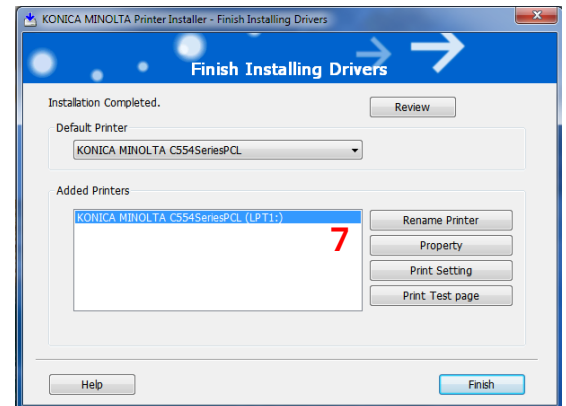 KONICA MINOLTA Printer Installer - Finish Installing Drivers
Finish Installing Drivers
Installation Completed.
Review
Default Printer
KONICA MINOLTA C554SeriesPCL
Added Printers
KONICA MINOLTA C554SeriesPCL (LPT1:)
7
Rename Printer
Property
Print Setting
Print Test page
Help
Finish